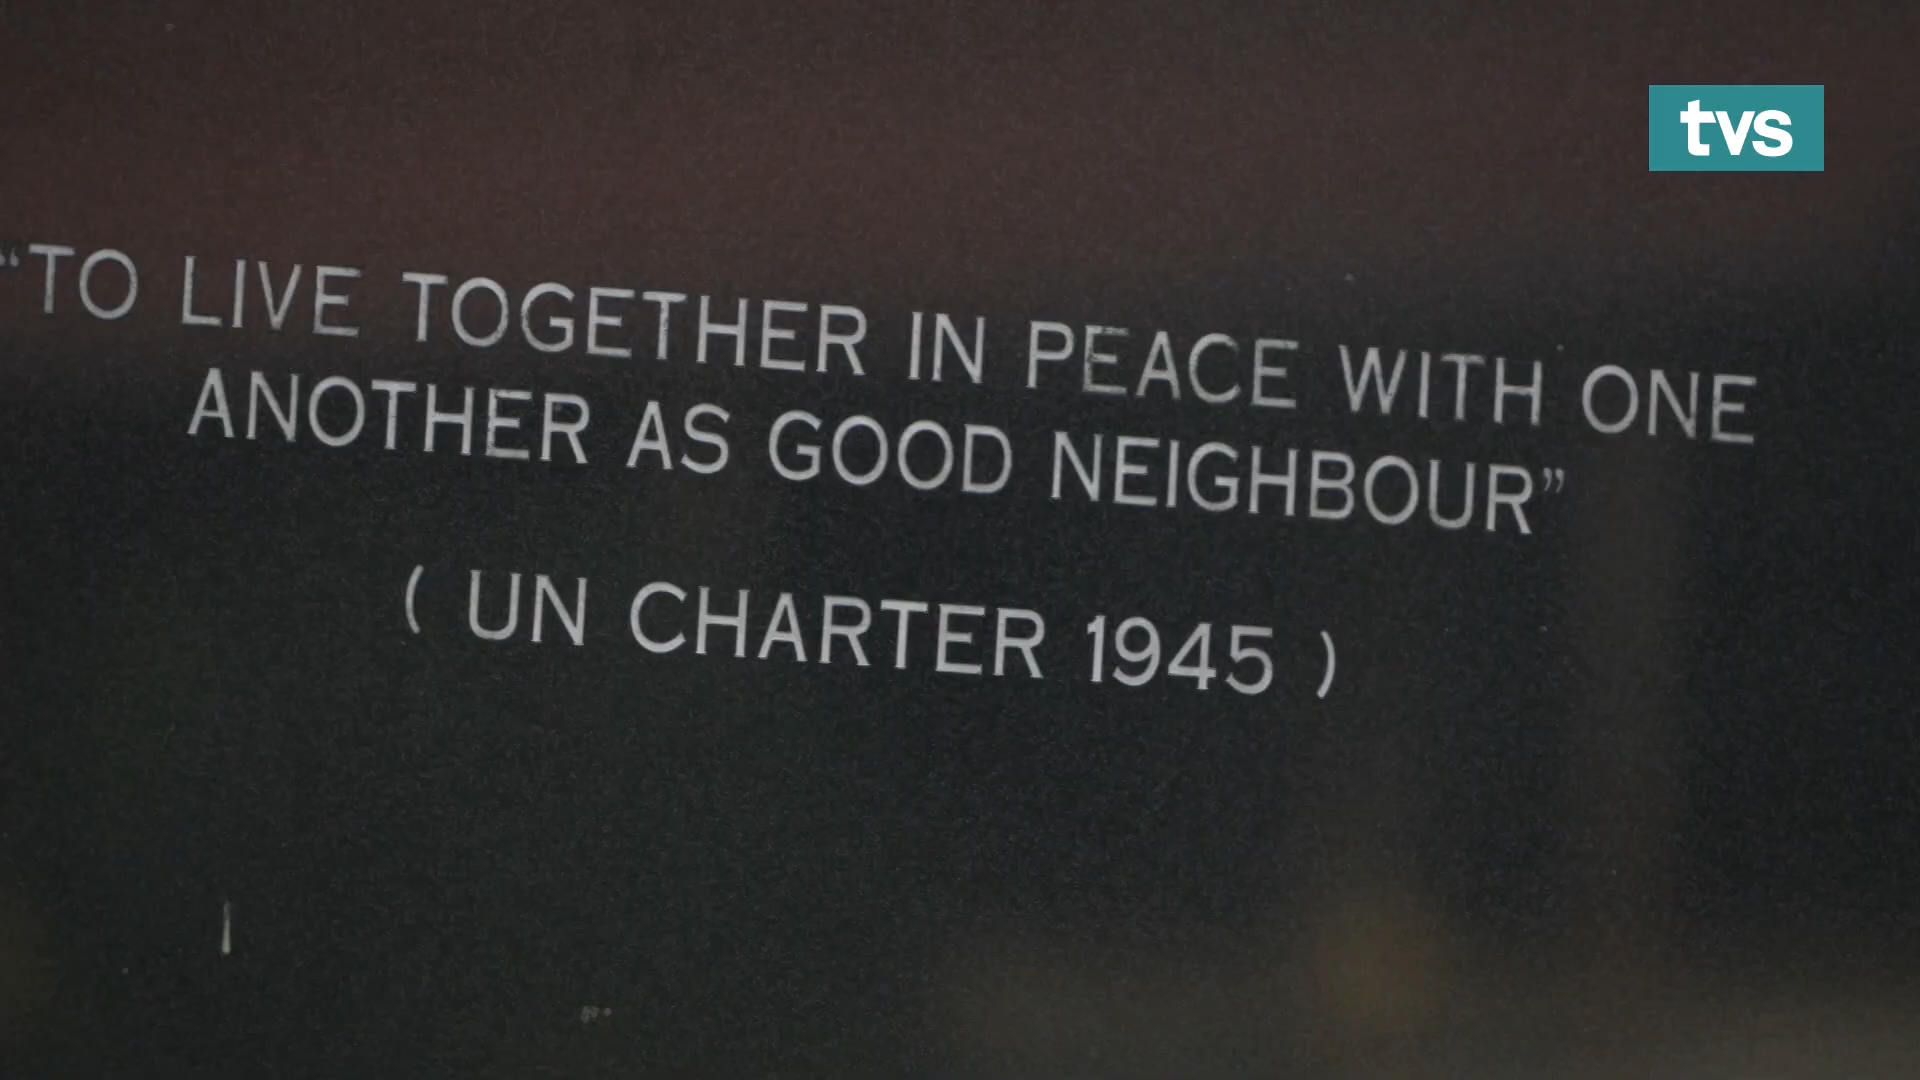 tvs
“TO LIVE TOGETHER IN PEACE WITH ONE
ANOTHER AS GOOD NEIGHBOUR”
( UN CHARTER 1945 )